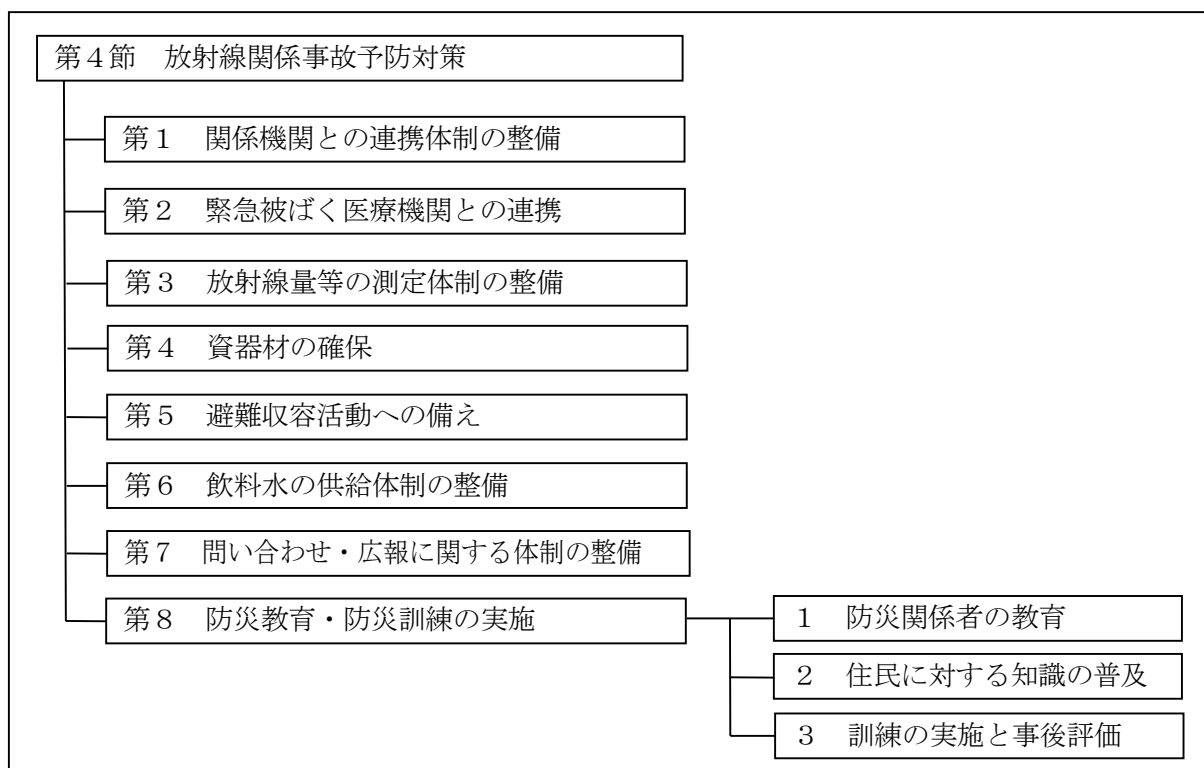 第４節　放射線関係事故予防対策
第１　関係機関との連携体制の整備
第２　緊急被ばく医療機関との連携
第３　放射線量等の測定体制の整備
第４　資器材の確保
第５　避難収容活動への備え
第６　飲料水の供給体制の整備
第７　問い合わせ・広報に関する体制の整備
第８　防災教育・防災訓練の実施
１　防災関係者の教育
２　住民に対する知識の普及
３　訓練の実施と事後評価